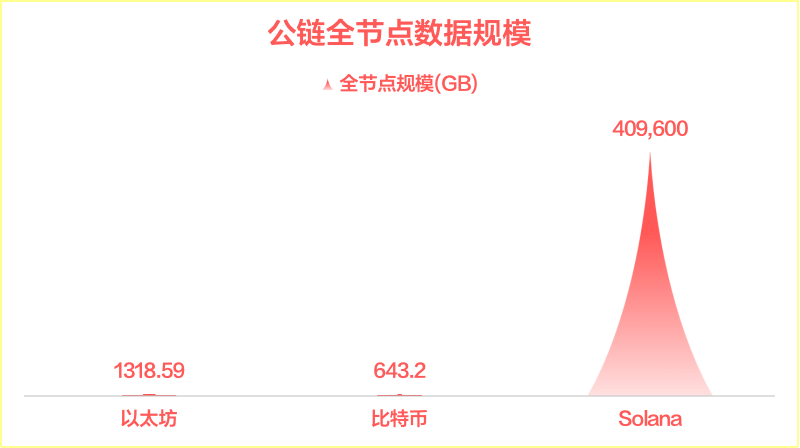 公链全节点数据规模
全节点规模(GB)
409,600
1318.59
643.2
以太坊
比特币
Solana